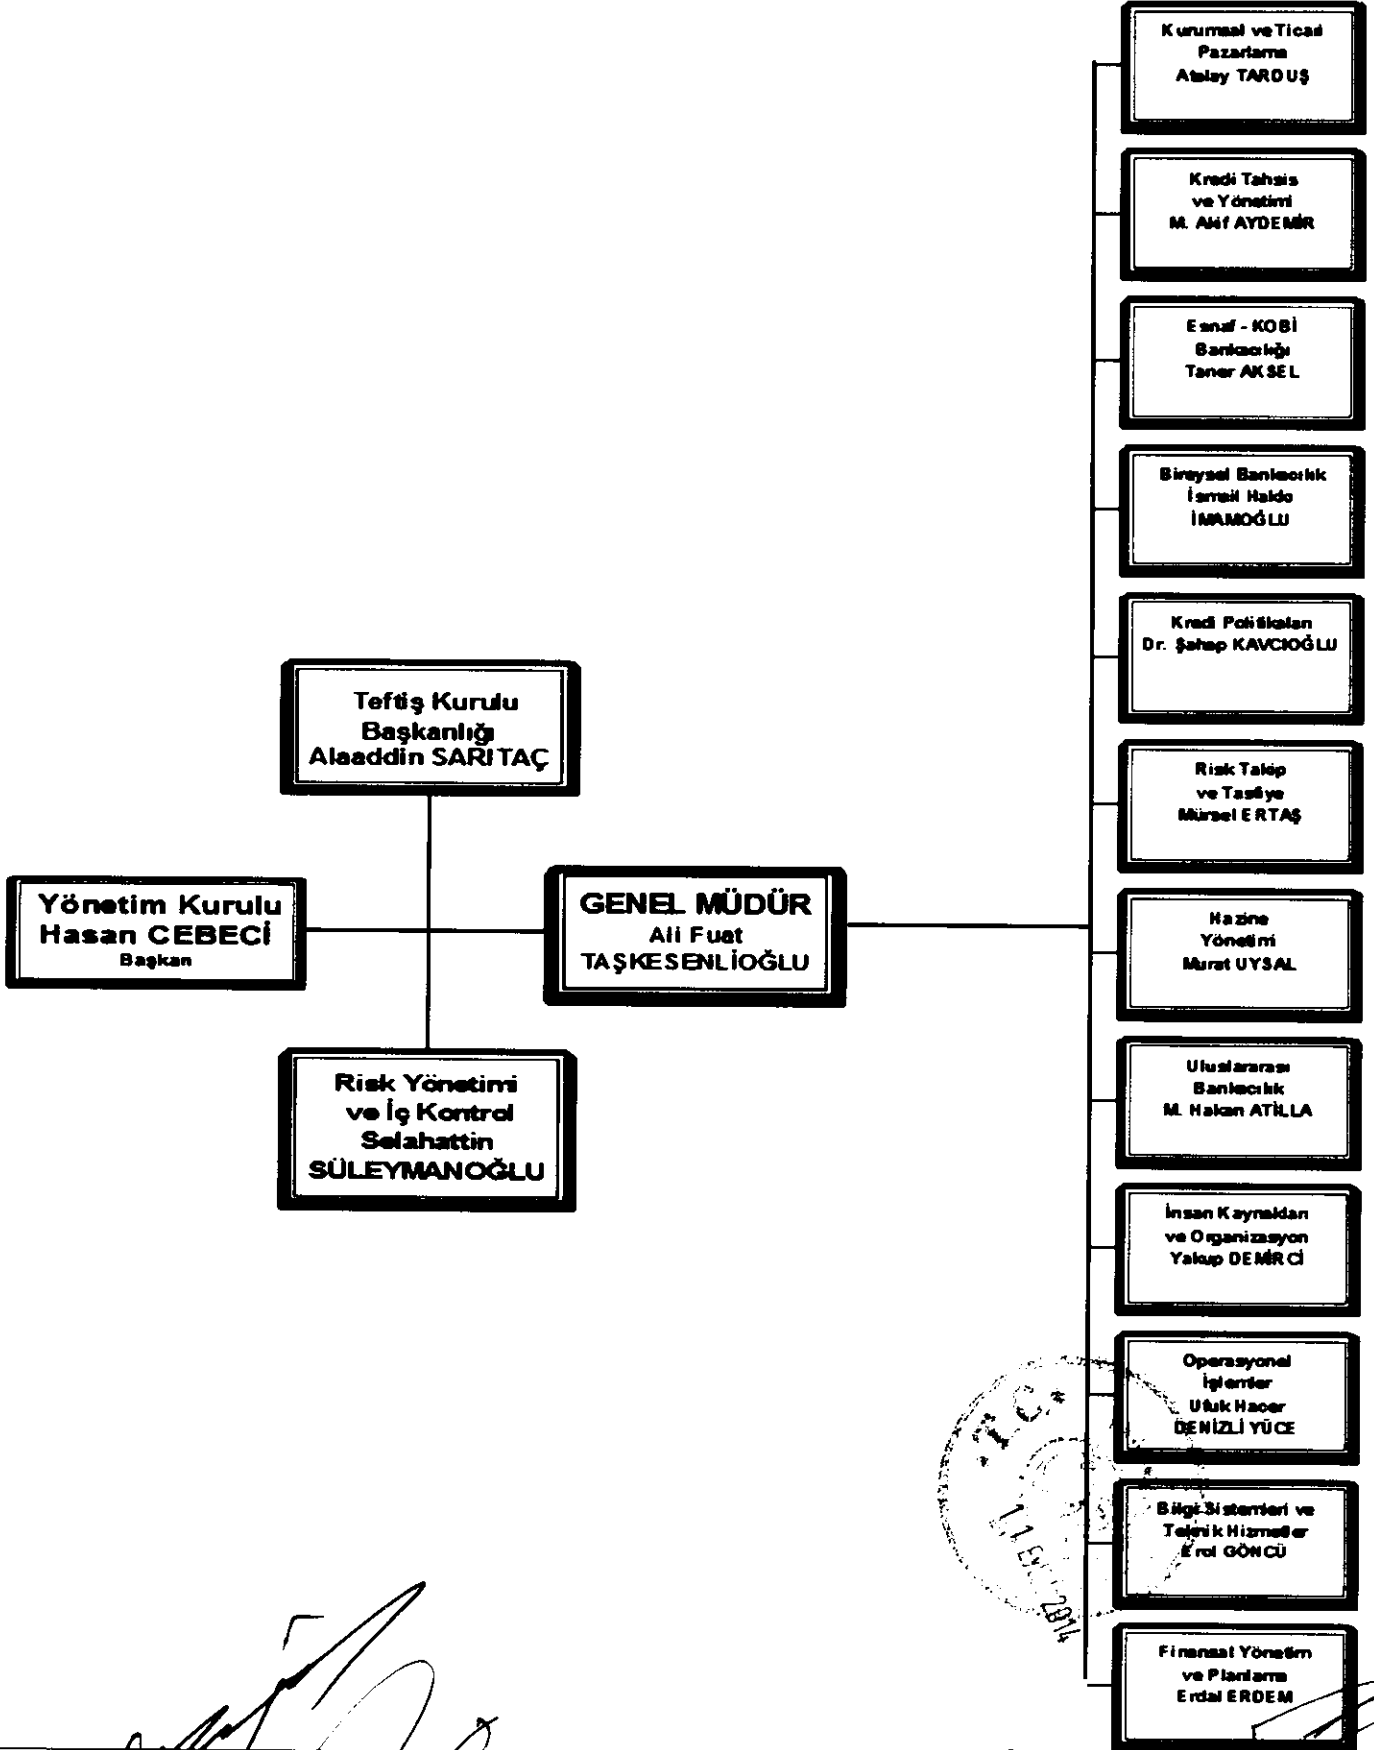 Kurumsal ve Ticari
Pazarlama
Atalay TARDUŞ
Kredi Tahsis
ve Yönetimi
M. Akif AYDEMİR
Esnaf - KOBİ
Bankacılığı
Taner AKSEL
Bireysel Bankacılık
İsmail Hakkı
İMAMOĞLU
Kredi Politikaları
Dr. Şahap KAVCIOĞLU
Teftiş Kurulu
Başkanlığı
Alaaddin SARITAÇ
Risk Takip
ve Tasfiye
Mürsel ERTAŞ
Yönetim Kurulu
Hasan CEBECİ
Başkan
GENEL MÜDÜR
Ali Fuat
TAŞKESENLİOĞLU
Hazine
Yönetimi
Murat UYSAL
Risk Yönetimi
ve İç Kontrol
Selahattin
SÜLEYMANOĞLU
Uluslararası
Bankacılık
M. Hakan ATİLLA
İnsan Kaynakları
ve Organizasyon
Yakup DEMİRCİ
Operasyonel
İşlemler
Ufuk Hacer
DENİZLİ YÜCE
T.C.
11 Eylül 2014
Bilgi Sistemleri ve
Teknik Hizmetler
Erol GÖNCÜ
Finansal Yönetim
ve Planlama
Erdal ERDEM